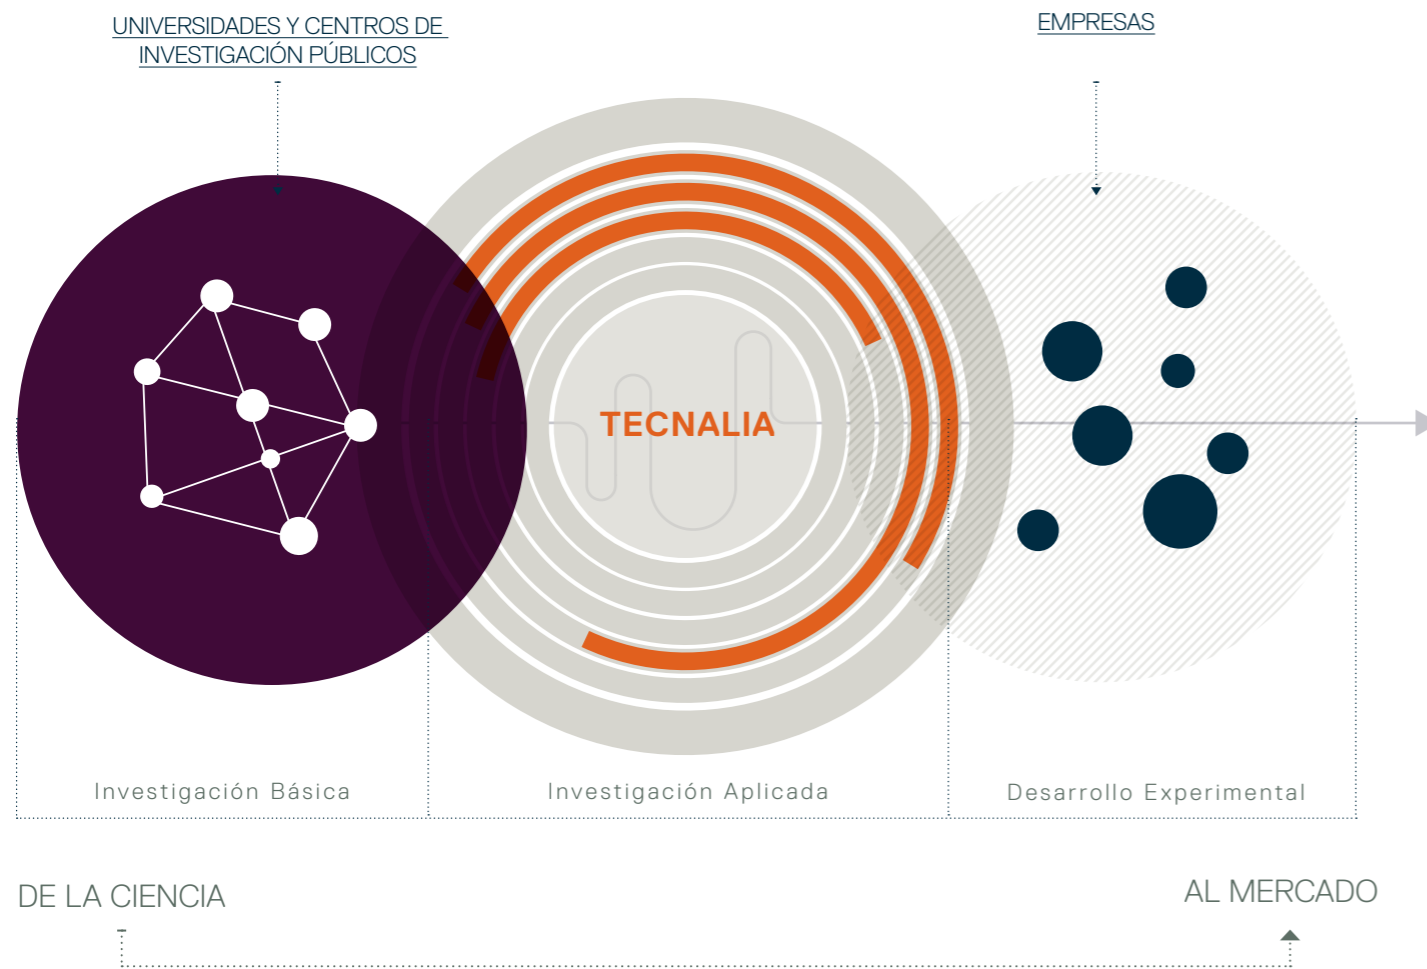 UNIVERSIDADES Y CENTROS DE
INVESTIGACIÓN PÚBLICOS
EMPRESAS
TECNALIA
Investigación Básica
Investigación Aplicada
Desarrollo Experimental
DE LA CIENCIA
AL MERCADO